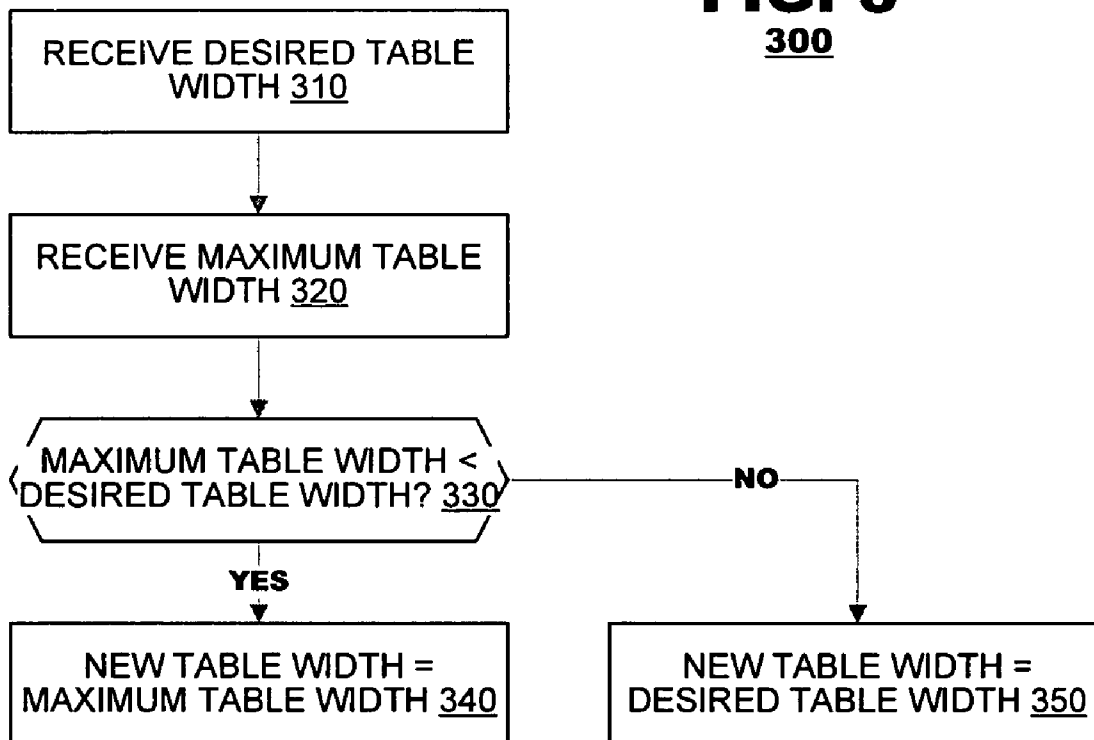 300
RECEIVE DESIRED TABLE
WIDTH 310
RECEIVE MAXIMUM TABLE
WIDTH 320
MAXIMUM TABLE WIDTH <
DESIRED TABLE WIDTH? 330
NO
YES
NEW TABLE WIDTH =
MAXIMUM TABLE WIDTH 340
NEW TABLE WIDTH =
DESIRED TABLE WIDTH 350